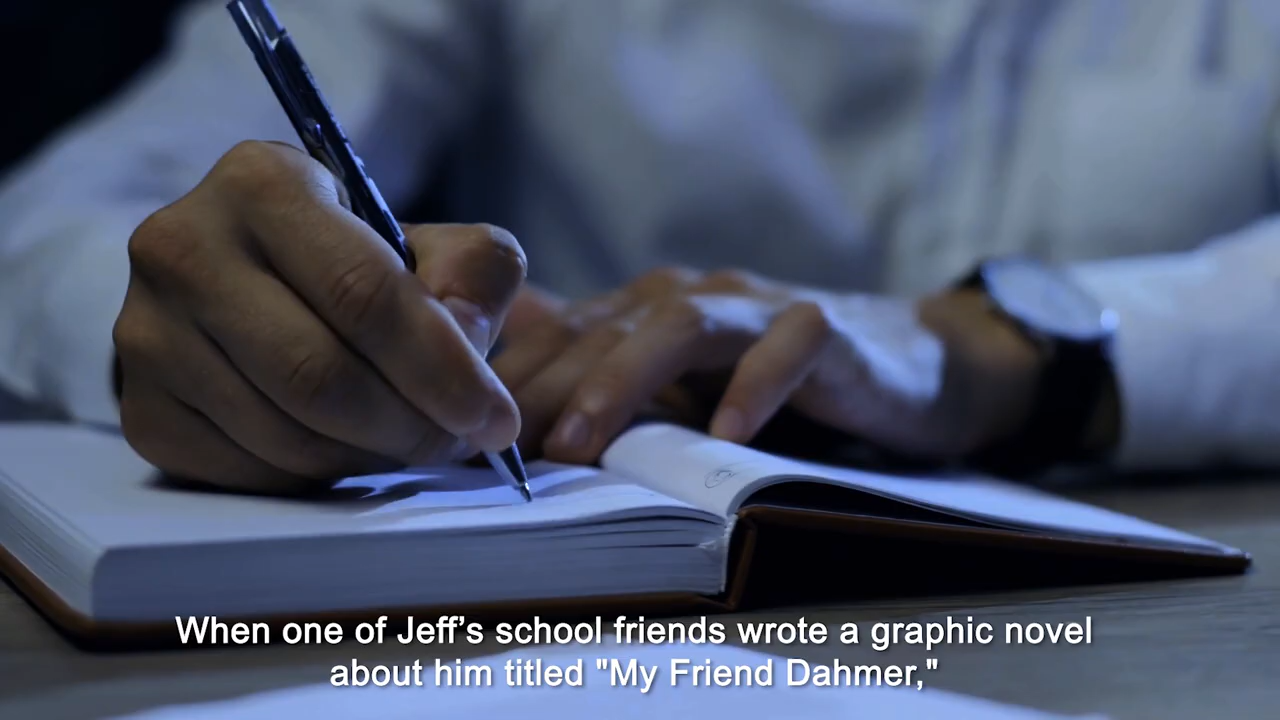 When one of Jeff’s school friends wrote a graphic novel
about him titled "My Friend Dahmer,"